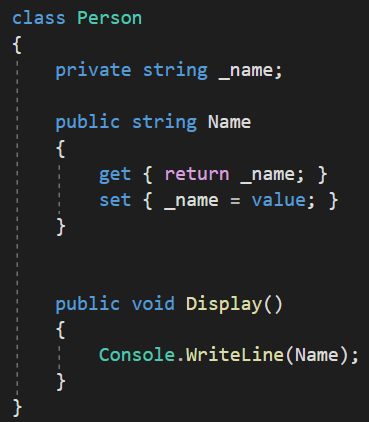 class Person
{
    private string _name;

    public string Name
    {
        get { return _name; }
        set { _name = value; }
    }


    public void Display()
    {
        Console.WriteLine(Name);
    }
}